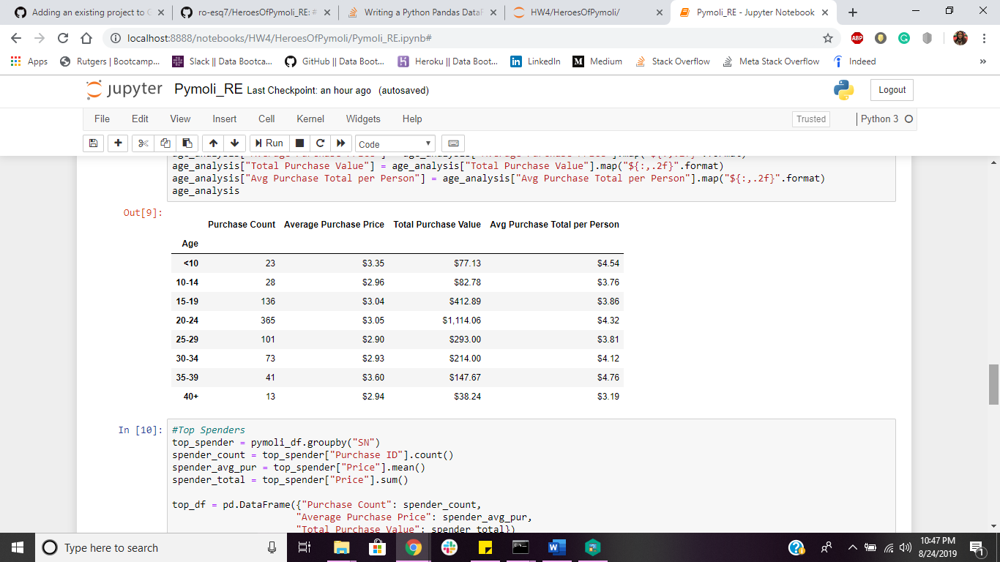 Adding an existing project to G
ro-esq7/HeroesOfPymoli_RE: #
Writing a Python Pandas DataF
HW4/HeroesOfPymoli/
Pymoli_RE - Jupyter Notebook
localhost:8888/notebooks/HW4/HeroesOfPymoli/Pymoli_RE.ipynb#
ABP
Apps
Rutgers | Bootcamp...
Slack || Data Bootca...
GitHub || Data Boot...
Heroku || Data Boot...
LinkedIn
Medium
Stack Overflow
Meta Stack Overflow
Indeed
»
jupyter Pymoli_RE Last Checkpoint: an hour ago (autosaved)
Logout
File Edit View Insert Cell Kernel Widgets Help
Trusted
Python 3
Run
Code
age_analysis["Average Purchase Price"] = age_analysis["Average Purchase Price"].map("${:,.2f}".format)
age_analysis["Total Purchase Value"] = age_analysis["Total Purchase Value"].map("${:,.2f}".format)
age_analysis["Avg Purchase Total per Person"] = age_analysis["Avg Purchase Total per Person"].map("${:,.2f}".format)
age_analysis
Out[9]:
Purchase Count Average Purchase Price Total Purchase Value Avg Purchase Total per Person
Age
<10 23 $3.35 $77.13 $4.54
10-14 28 $2.96 $82.78 $3.76
15-19 136 $3.04 $412.89 $3.86
20-24 365 $3.05 $1,114.06 $4.32
25-29 101 $2.90 $293.00 $3.81
30-34 73 $2.93 $214.00 $4.12
35-39 41 $3.60 $147.67 $4.76
40+ 13 $2.94 $38.24 $3.19
In [10]: #Top Spenders
top_spender = pymoli_df.groupby("SN")
spender_count = top_spender["Purchase ID"].count()
spender_avg_pur = top_spender["Price"].mean()
spender_total = top_spender["Price"].sum()
top_df = pd.DataFrame({"Purchase Count": spender_count,
"Average Purchase Price": spender_avg_pur,
"Total Purchase Value": spender_total})
Type here to search
10:47 PM
8/24/2019
1